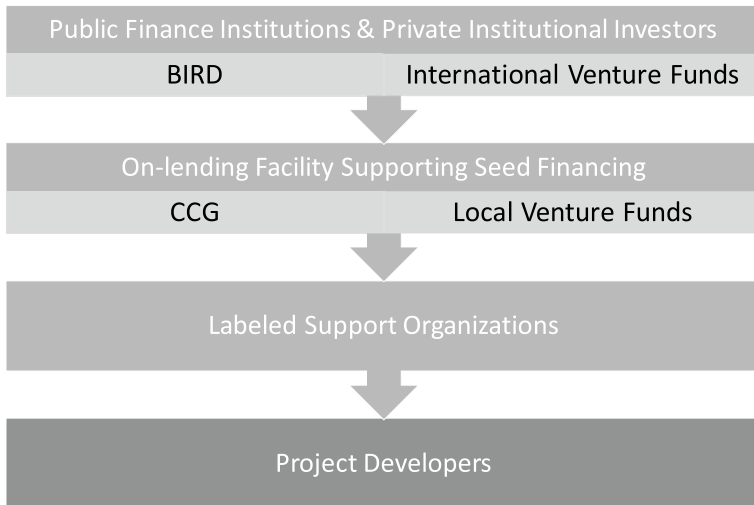 Public Finance Institutions & Private Institutional Investors
BIRD
International Venture Funds
On-lending Facility Supporting Seed Financing
CCG
Local Venture Funds
Labeled Support Organizations
Project Developers